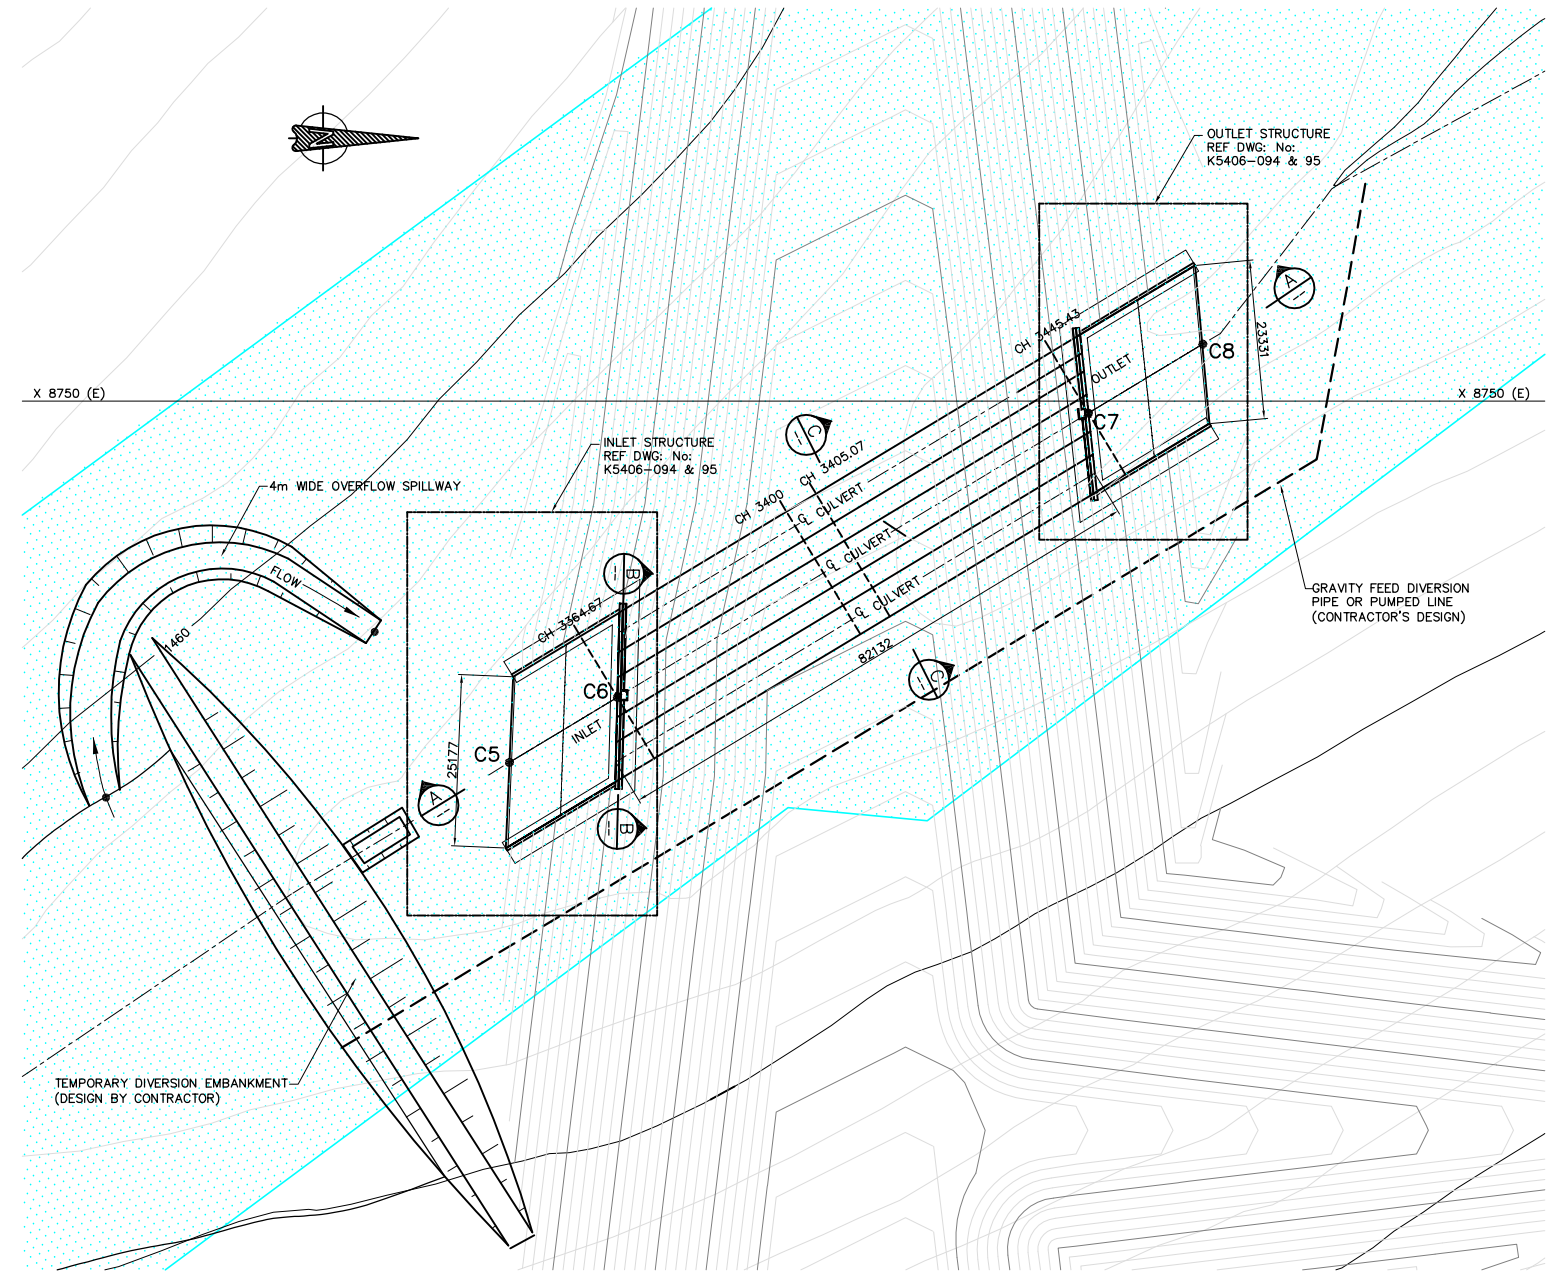 N
OUTLET STRUCTURE
REF DWG: No:
K5406-094 & 95
A
--
23331
CH 3445.43
C8
OUTLET
C7
X 8750 (E)
X 8750 (E)
C
--
INLET STRUCTURE
REF DWG: No:
K5406-094 & 95
CH 3405.07
CH 3400
4m WIDE OVERFLOW SPILLWAY
℄ CULVERT
℄ CULVERT
℄ CULVERT
FLOW
B
--
CH 3364.67
GRAVITY FEED DIVERSION
PIPE OR PUMPED LINE
(CONTRACTOR'S DESIGN)
1460
82132
C
--
C6
INLET
C5
25177
A
--
B
--
TEMPORARY DIVERSION EMBANKMENT
(DESIGN BY CONTRACTOR)